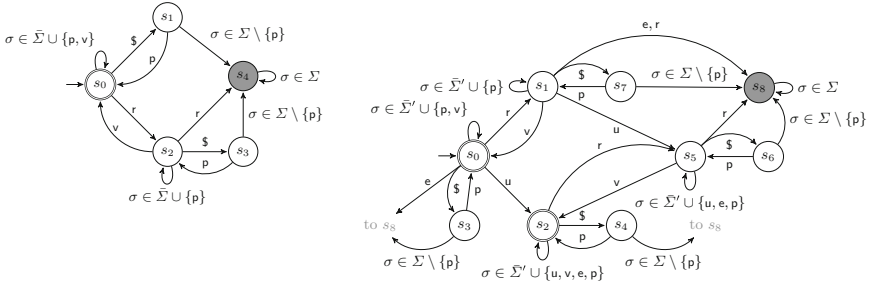 s₁
σ ∈ Σ̄ ∪ {p, v}
$
p
σ ∈ Σ \ {p}
s₀
s₄
σ ∈ Σ
r
v
r
σ ∈ Σ \ {p}
s₂
$
p
s₃
σ ∈ Σ̄ ∪ {p}
e, r
σ ∈ Σ̄′ ∪ {p}
s₁
$
p
s₇
σ ∈ Σ \ {p}
s₈
σ ∈ Σ
σ ∈ Σ̄′ ∪ {p, v}
r
v
u
r
r
σ ∈ Σ \ {p}
s₀
s₅
$
p
s₆
e
$
p
u
v
σ ∈ Σ̄′ ∪ {u, e, p}
to s₈
s₃
s₂
$
p
s₄
to s₈
σ ∈ Σ \ {p}
σ ∈ Σ \ {p}
σ ∈ Σ̄′ ∪ {u, v, e, p}